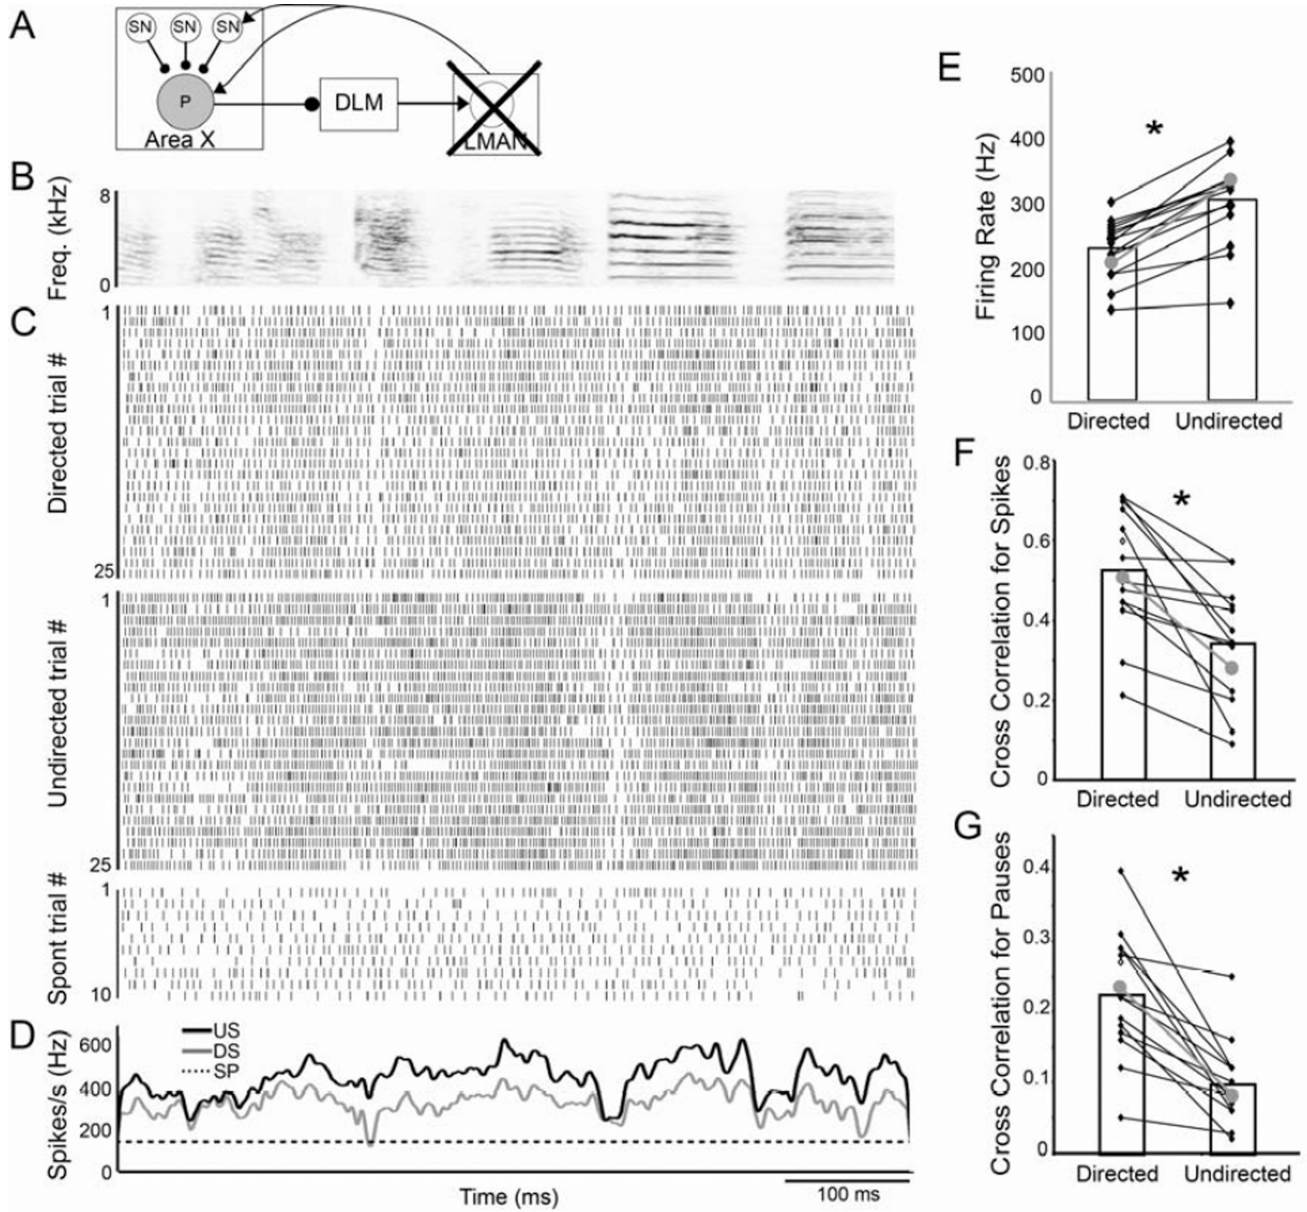 A
SN SN SN
P
Area X
DLM
LMAN
B
Freq. (kHz)
8
0
C
Directed trial #
1
25
Undirected trial #
1
25
Spont trial #
1
10
D
Spikes/s (Hz)
600
400
200
0
US
DS
SP
Time (ms)
100 ms
E
Firing Rate (Hz)
500
400
300
200
100
0
*
Directed Undirected
F
Cross Correlation for Spikes
0.8
0.6
0.4
0.2
0
*
Directed Undirected
G
Cross Correlation for Pauses
0.4
0.3
0.2
0.1
0
*
Directed Undirected